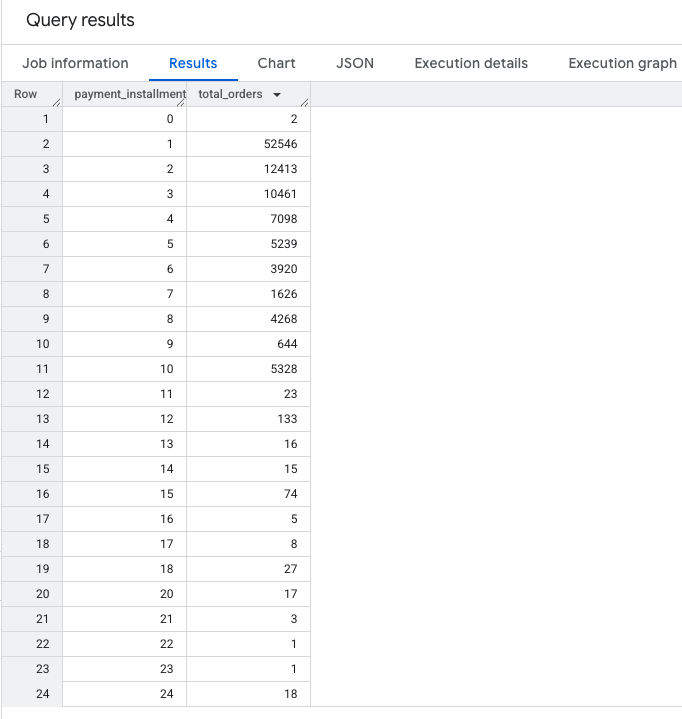 Query results
Job information Results Chart JSON Execution details Execution graph
Row payment_installment total_orders
1 0 2
2 1 52546
3 2 12413
4 3 10461
5 4 7098
6 5 5239
7 6 3920
8 7 1626
9 8 4268
10 9 644
11 10 5328
12 11 23
13 12 133
14 13 16
15 14 15
16 15 74
17 16 5
18 17 8
19 18 27
20 20 17
21 21 3
22 22 1
23 23 1
24 24 18